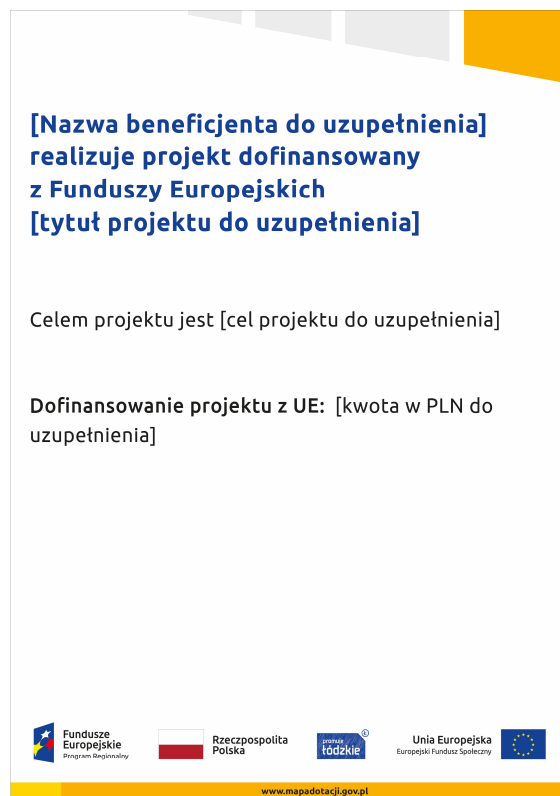 [Nazwa beneficjenta do uzupełnienia]
realizuje projekt dofinansowany
z Funduszy Europejskich
[tytuł projektu do uzupełnienia]
Celem projektu jest [cel projektu do uzupełnienia]
Dofinansowanie projektu z UE: [kwota w PLN do
uzupełnienia]
Fundusze
Europejskie
Program Regionalny
Rzeczpospolita
Polska
promuje
łódzkie
Unia Europejska
Europejski Fundusz Społeczny
www.mapadotacji.gov.pl